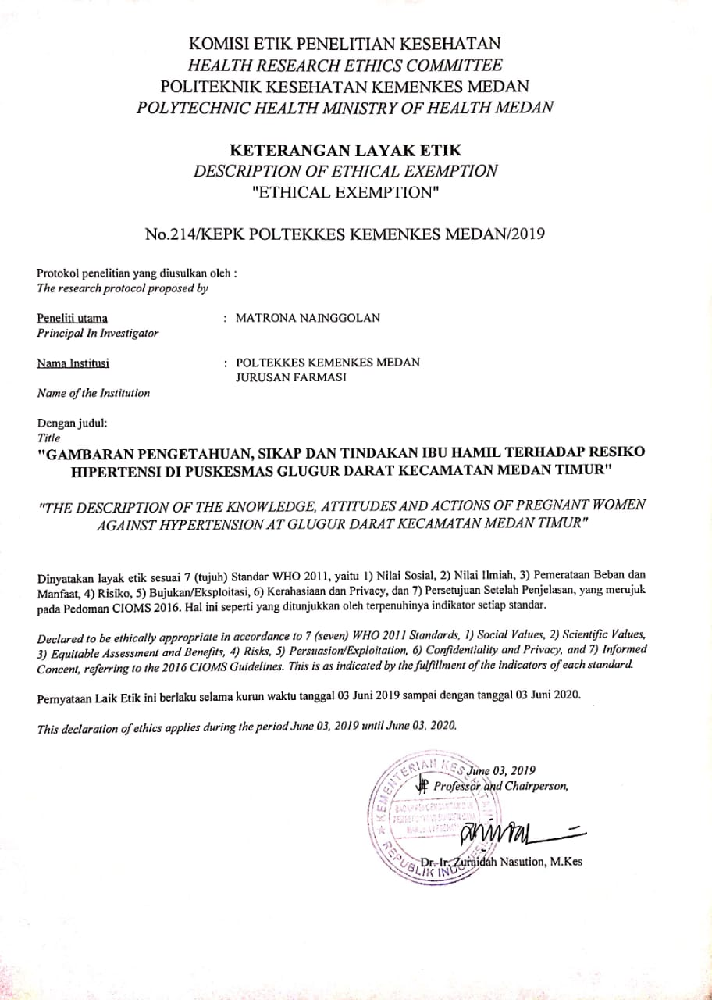 KOMISI ETIK PENELITIAN KESEHATAN
HEALTH RESEARCH ETHICS COMMITTEE
POLITEKNIK KESEHATAN KEMENKES MEDAN
POLYTECHNIC HEALTH MINISTRY OF HEALTH MEDAN
KETERANGAN LAYAK ETIK
DESCRIPTION OF ETHICAL EXEMPTION
"ETHICAL EXEMPTION"
No.214/KEPK POLTEKKES KEMENKES MEDAN/2019
Protokol penelitian yang diusulkan oleh :
The research protocol proposed by
Peneliti utama : MATRONA NAINGGOLAN
Principal In Investigator
Nama Institusi : POLTEKKES KEMENKES MEDAN
JURUSAN FARMASI
Name of the Institution
Dengan judul:
Title
"GAMBARAN PENGETAHUAN, SIKAP DAN TINDAKAN IBU HAMIL TERHADAP RESIKO
HIPERTENSI DI PUSKESMAS GLUGUR DARAT KECAMATAN MEDAN TIMUR"
"THE DESCRIPTION OF THE KNOWLEDGE, ATTITUDES AND ACTIONS OF PREGNANT WOMEN
AGAINST HYPERTENSION AT GLUGUR DARAT KECAMATAN MEDAN TIMUR"
Dinyatakan layak etik sesuai 7 (tujuh) Standar WHO 2011, yaitu 1) Nilai Sosial, 2) Nilai Ilmiah, 3) Pemerataan Beban dan
Manfaat, 4) Risiko, 5) Bujukan/Eksploitasi, 6) Kerahasiaan dan Privacy, dan 7) Persetujuan Setelah Penjelasan, yang merujuk
pada Pedoman CIOMS 2016. Hal ini seperti yang ditunjukkan oleh terpenuhinya indikator setiap standar.
Declared to be ethically appropriate in accordance to 7 (seven) WHO 2011 Standards, 1) Social Values, 2) Scientific Values,
3) Equitable Assessment and Benefits, 4) Risks, 5) Persuasion/Exploitation, 6) Confidentiality and Privacy, and 7) Informed
Concent, referring to the 2016 CIOMS Guidelines. This is as indicated by the fulfillment of the indicators of each standard.
Pernyataan Laik Etik ini berlaku selama kurun waktu tanggal 03 Juni 2019 sampai dengan tanggal 03 Juni 2020.
This declaration of ethics applies during the period June 03, 2019 until June 03, 2020.
June 03, 2019
Professor and Chairperson,
KEMENTERIAN KESEHATAN
REPUBLIK INDONESIA
Dr. Ir. Zuraidah Nasution, M.Kes